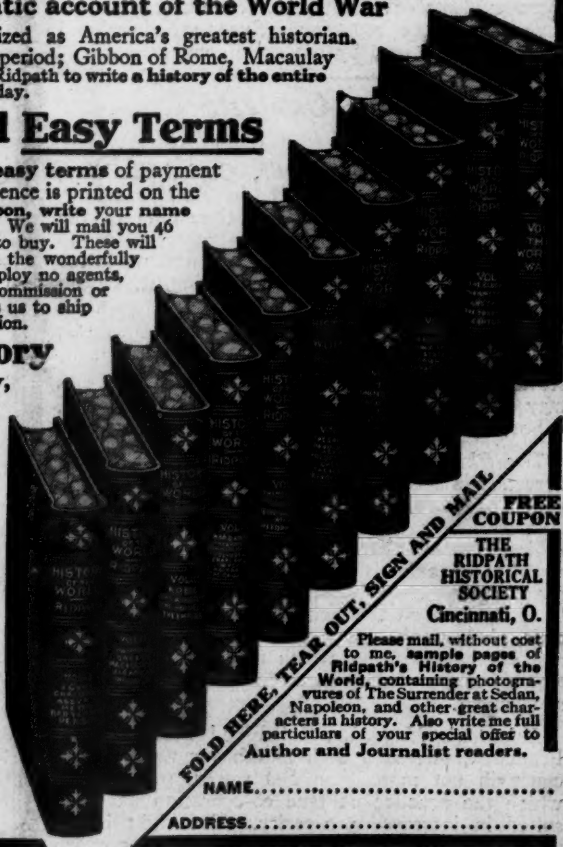 tic account of the World War
ized as America's greatest historian.
period; Gibbon of Rome, Macaulay
Ridpath to write a history of the entire
day.
l Easy Terms
easy terms of payment
ence is printed on the
pon, write your name
We will mail you 46
to buy. These will
the wonderfully
ploy no agents,
ommission or
s us to ship
ion.
ory
,
FOLD HERE, TEAR OUT, SIGN AND MAIL
FREE
COUPON
THE
RIDPATH
HISTORICAL
SOCIETY
Cincinnati, O.
Please mail, without cost
to me, sample pages of
Ridpath's History of the
World, containing photogra-
vures of The Surrender at Sedan,
Napoleon, and other great char-
acters in history. Also write me full
particulars of your special offer to
Author and Journalist readers.
NAME
ADDRESS